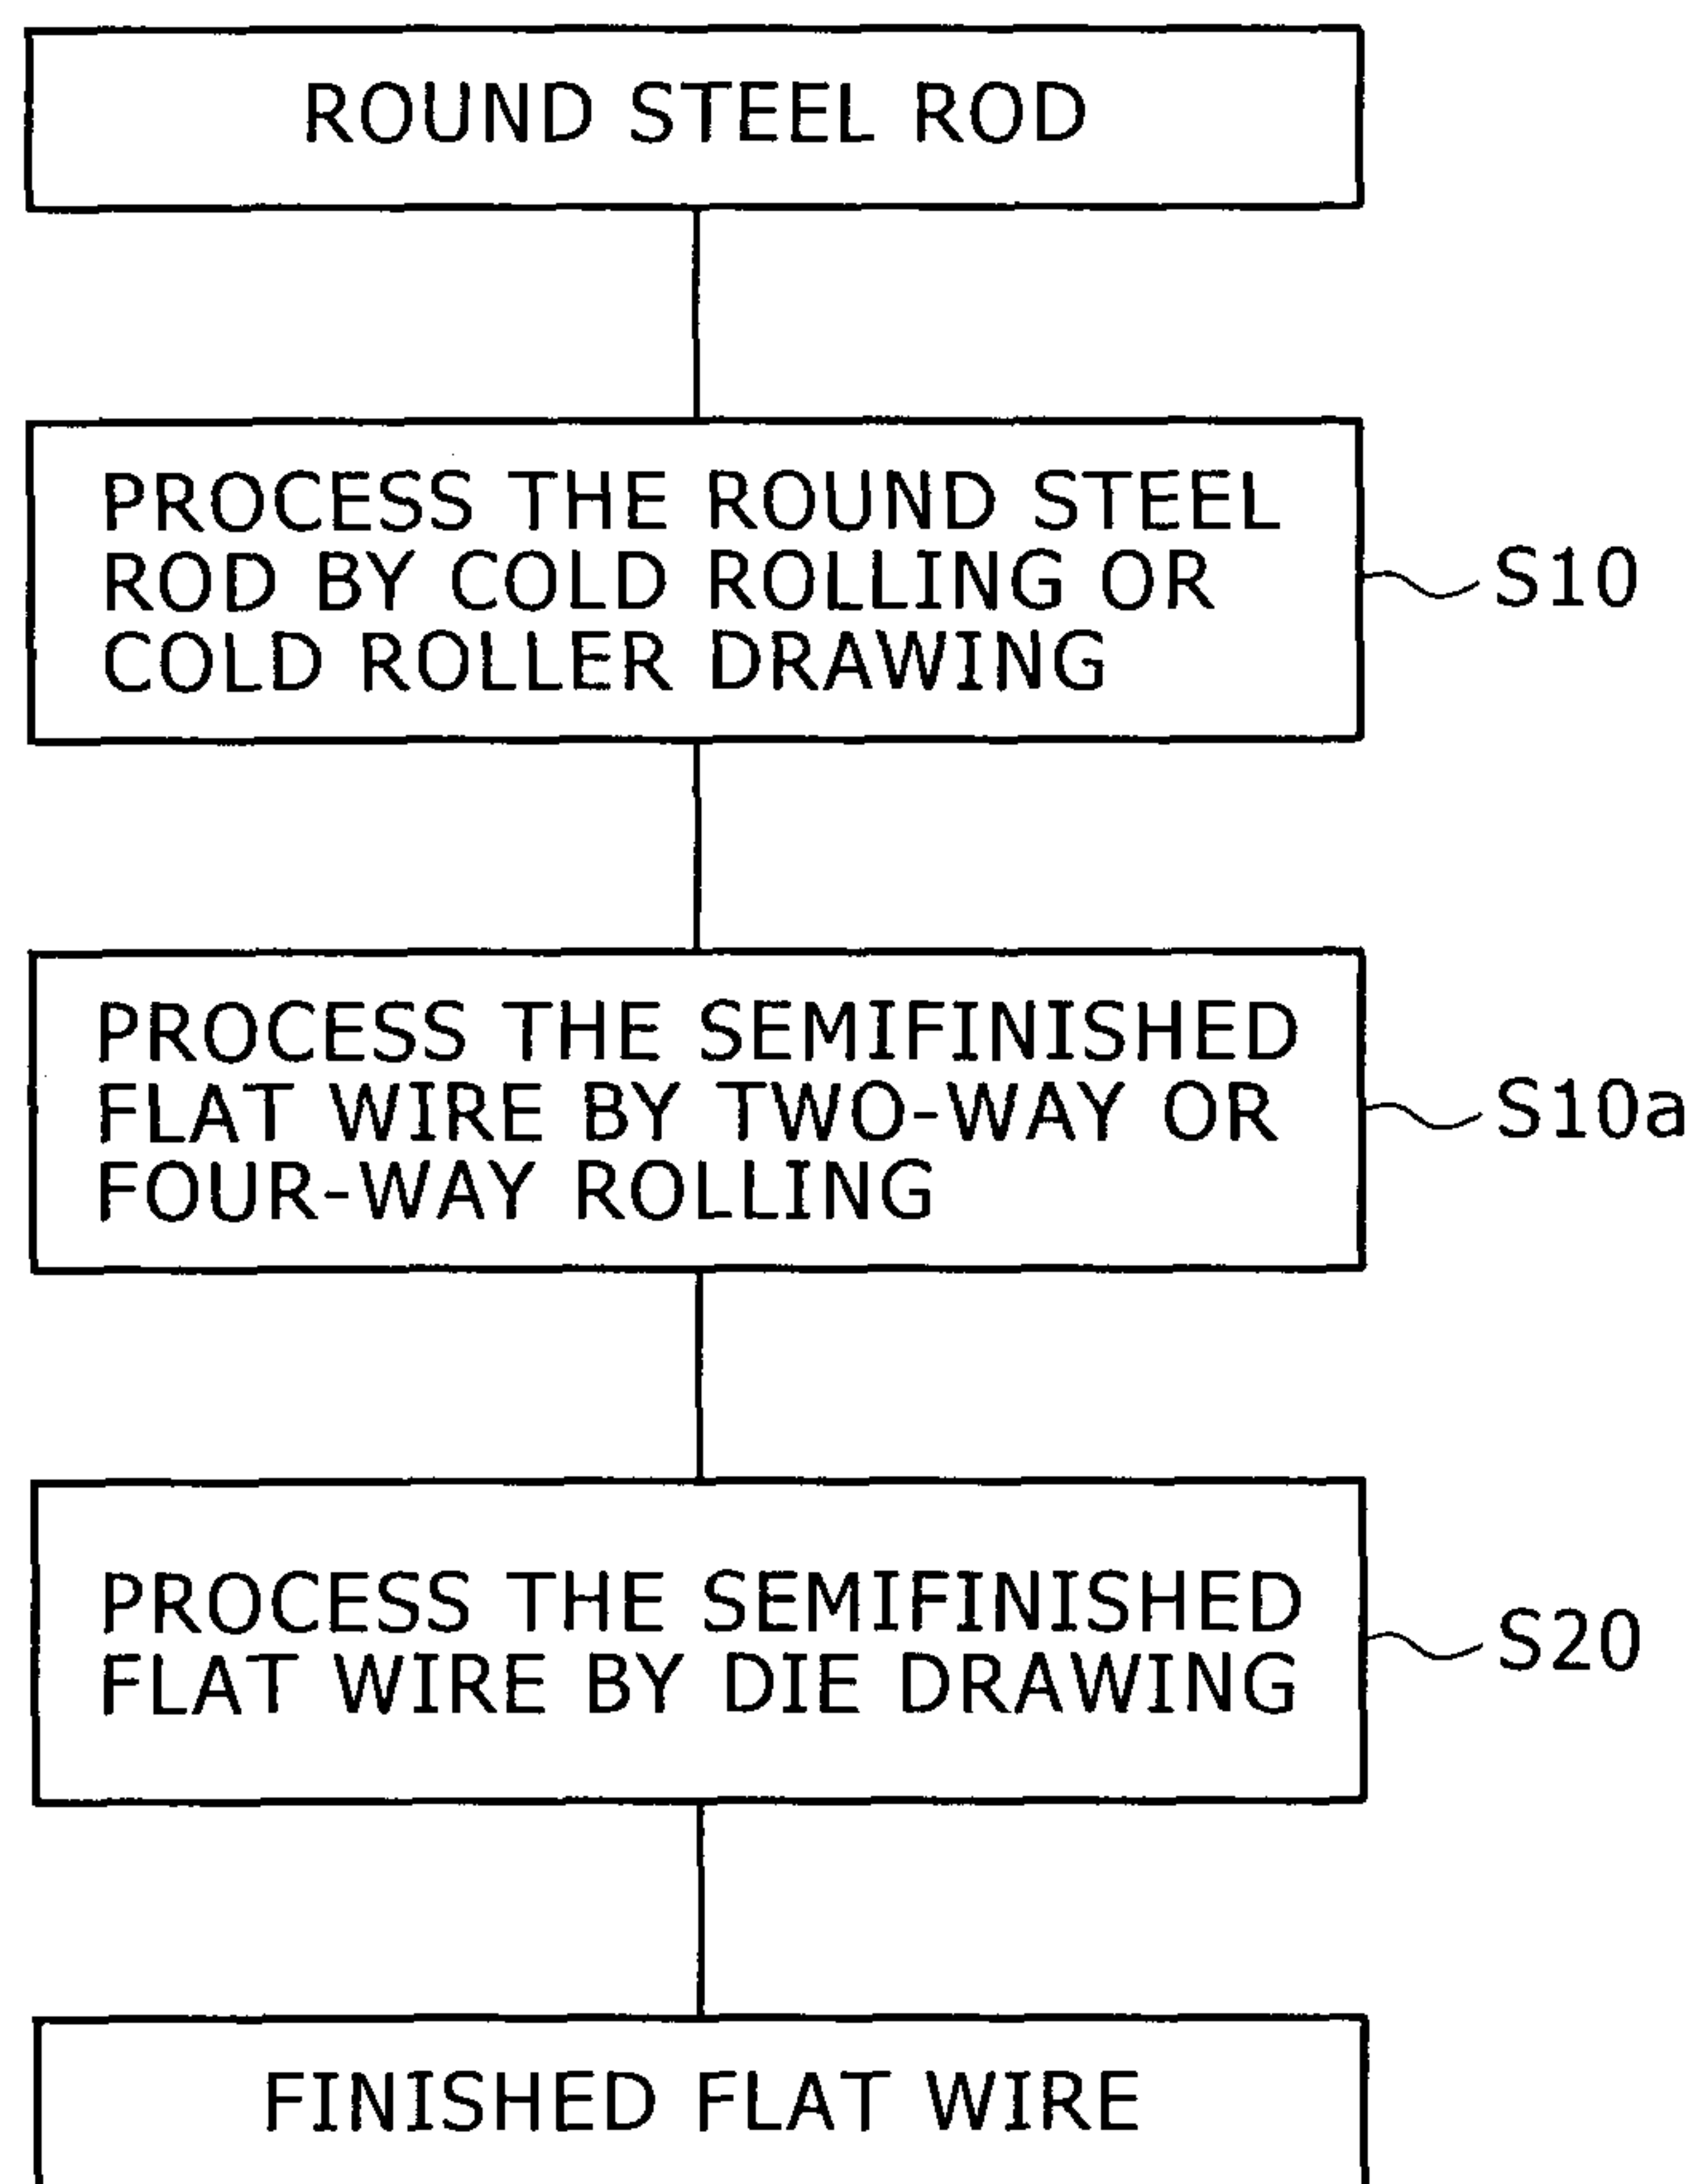 ROUND STEEL ROD
PROCESS THE ROUND STEEL
ROD BY COLD ROLLING OR
COLD ROLLER DRAWING
S10
PROCESS THE SEMIFINISHED
FLAT WIRE BY TWO-WAY OR
FOUR-WAY ROLLING
S10a
PROCESS THE SEMIFINISHED
FLAT WIRE BY DIE DRAWING
S20
FINISHED FLAT WIRE